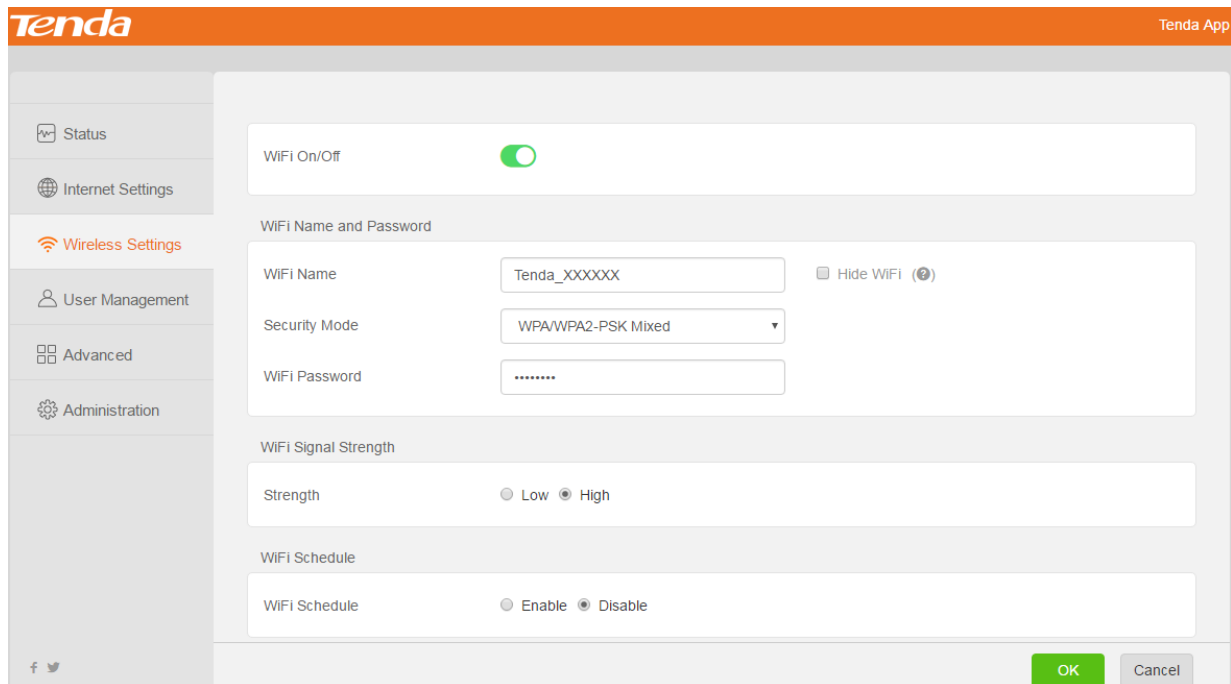 Tenda
Tenda App
Status
Internet Settings
Wireless Settings
User Management
Advanced
Administration
WiFi On/Off
WiFi Name and Password
WiFi Name Tenda_XXXXXX Hide WiFi (?)
Security Mode WPA/WPA2-PSK Mixed
WiFi Password ••••••••
WiFi Signal Strength
Strength Low High
WiFi Schedule
WiFi Schedule Enable Disable
OK Cancel